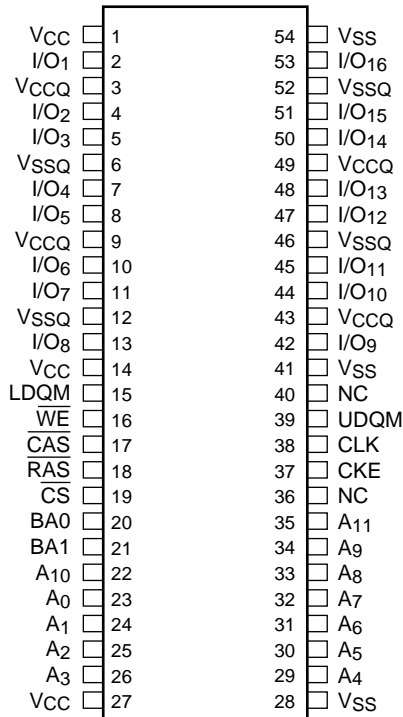 VCC 1 54 VSS
I/O1 2 53 I/O16
VCCQ 3 52 VSSQ
I/O2 4 51 I/O15
I/O3 5 50 I/O14
VSSQ 6 49 VCCQ
I/O4 7 48 I/O13
I/O5 8 47 I/O12
VCCQ 9 46 VSSQ
I/O6 10 45 I/O11
I/O7 11 44 I/O10
VSSQ 12 43 VCCQ
I/O8 13 42 I/O9
VCC 14 41 VSS
LDQM 15 40 NC
WE 16 39 UDQM
CAS 17 38 CLK
RAS 18 37 CKE
CS 19 36 NC
BA0 20 35 A11
BA1 21 34 A9
A10 22 33 A8
A0 23 32 A7
A1 24 31 A6
A2 25 30 A5
A3 26 29 A4
VCC 27 28 VSS